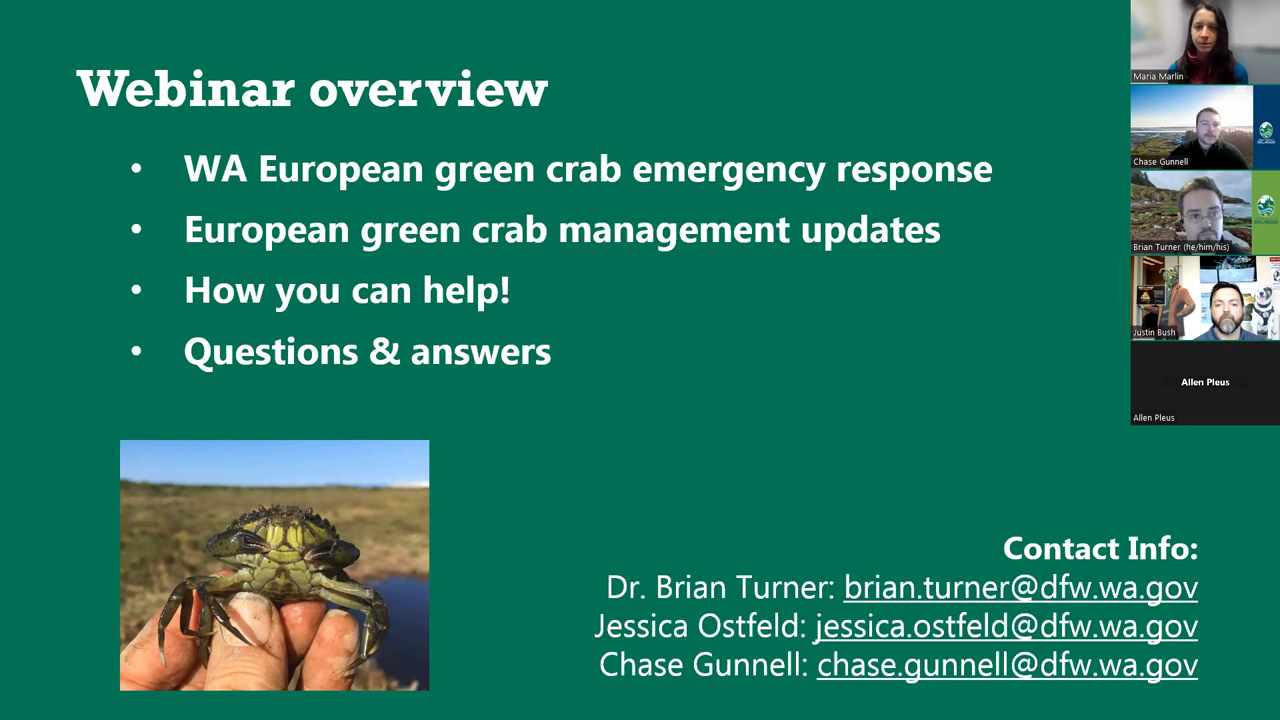 Webinar overview
• WA European green crab emergency response
• European green crab management updates
• How you can help!
• Questions & answers
Contact Info:
Dr. Brian Turner: brian.turner@dfw.wa.gov
Jessica Ostfeld: jessica.ostfeld@dfw.wa.gov
Chase Gunnell: chase.gunnell@dfw.wa.gov
Maria Marlin
Chase Gunnell
Brian Turner (he/him/his)
Justin Bush
Allen Pleus
Allen Pleus